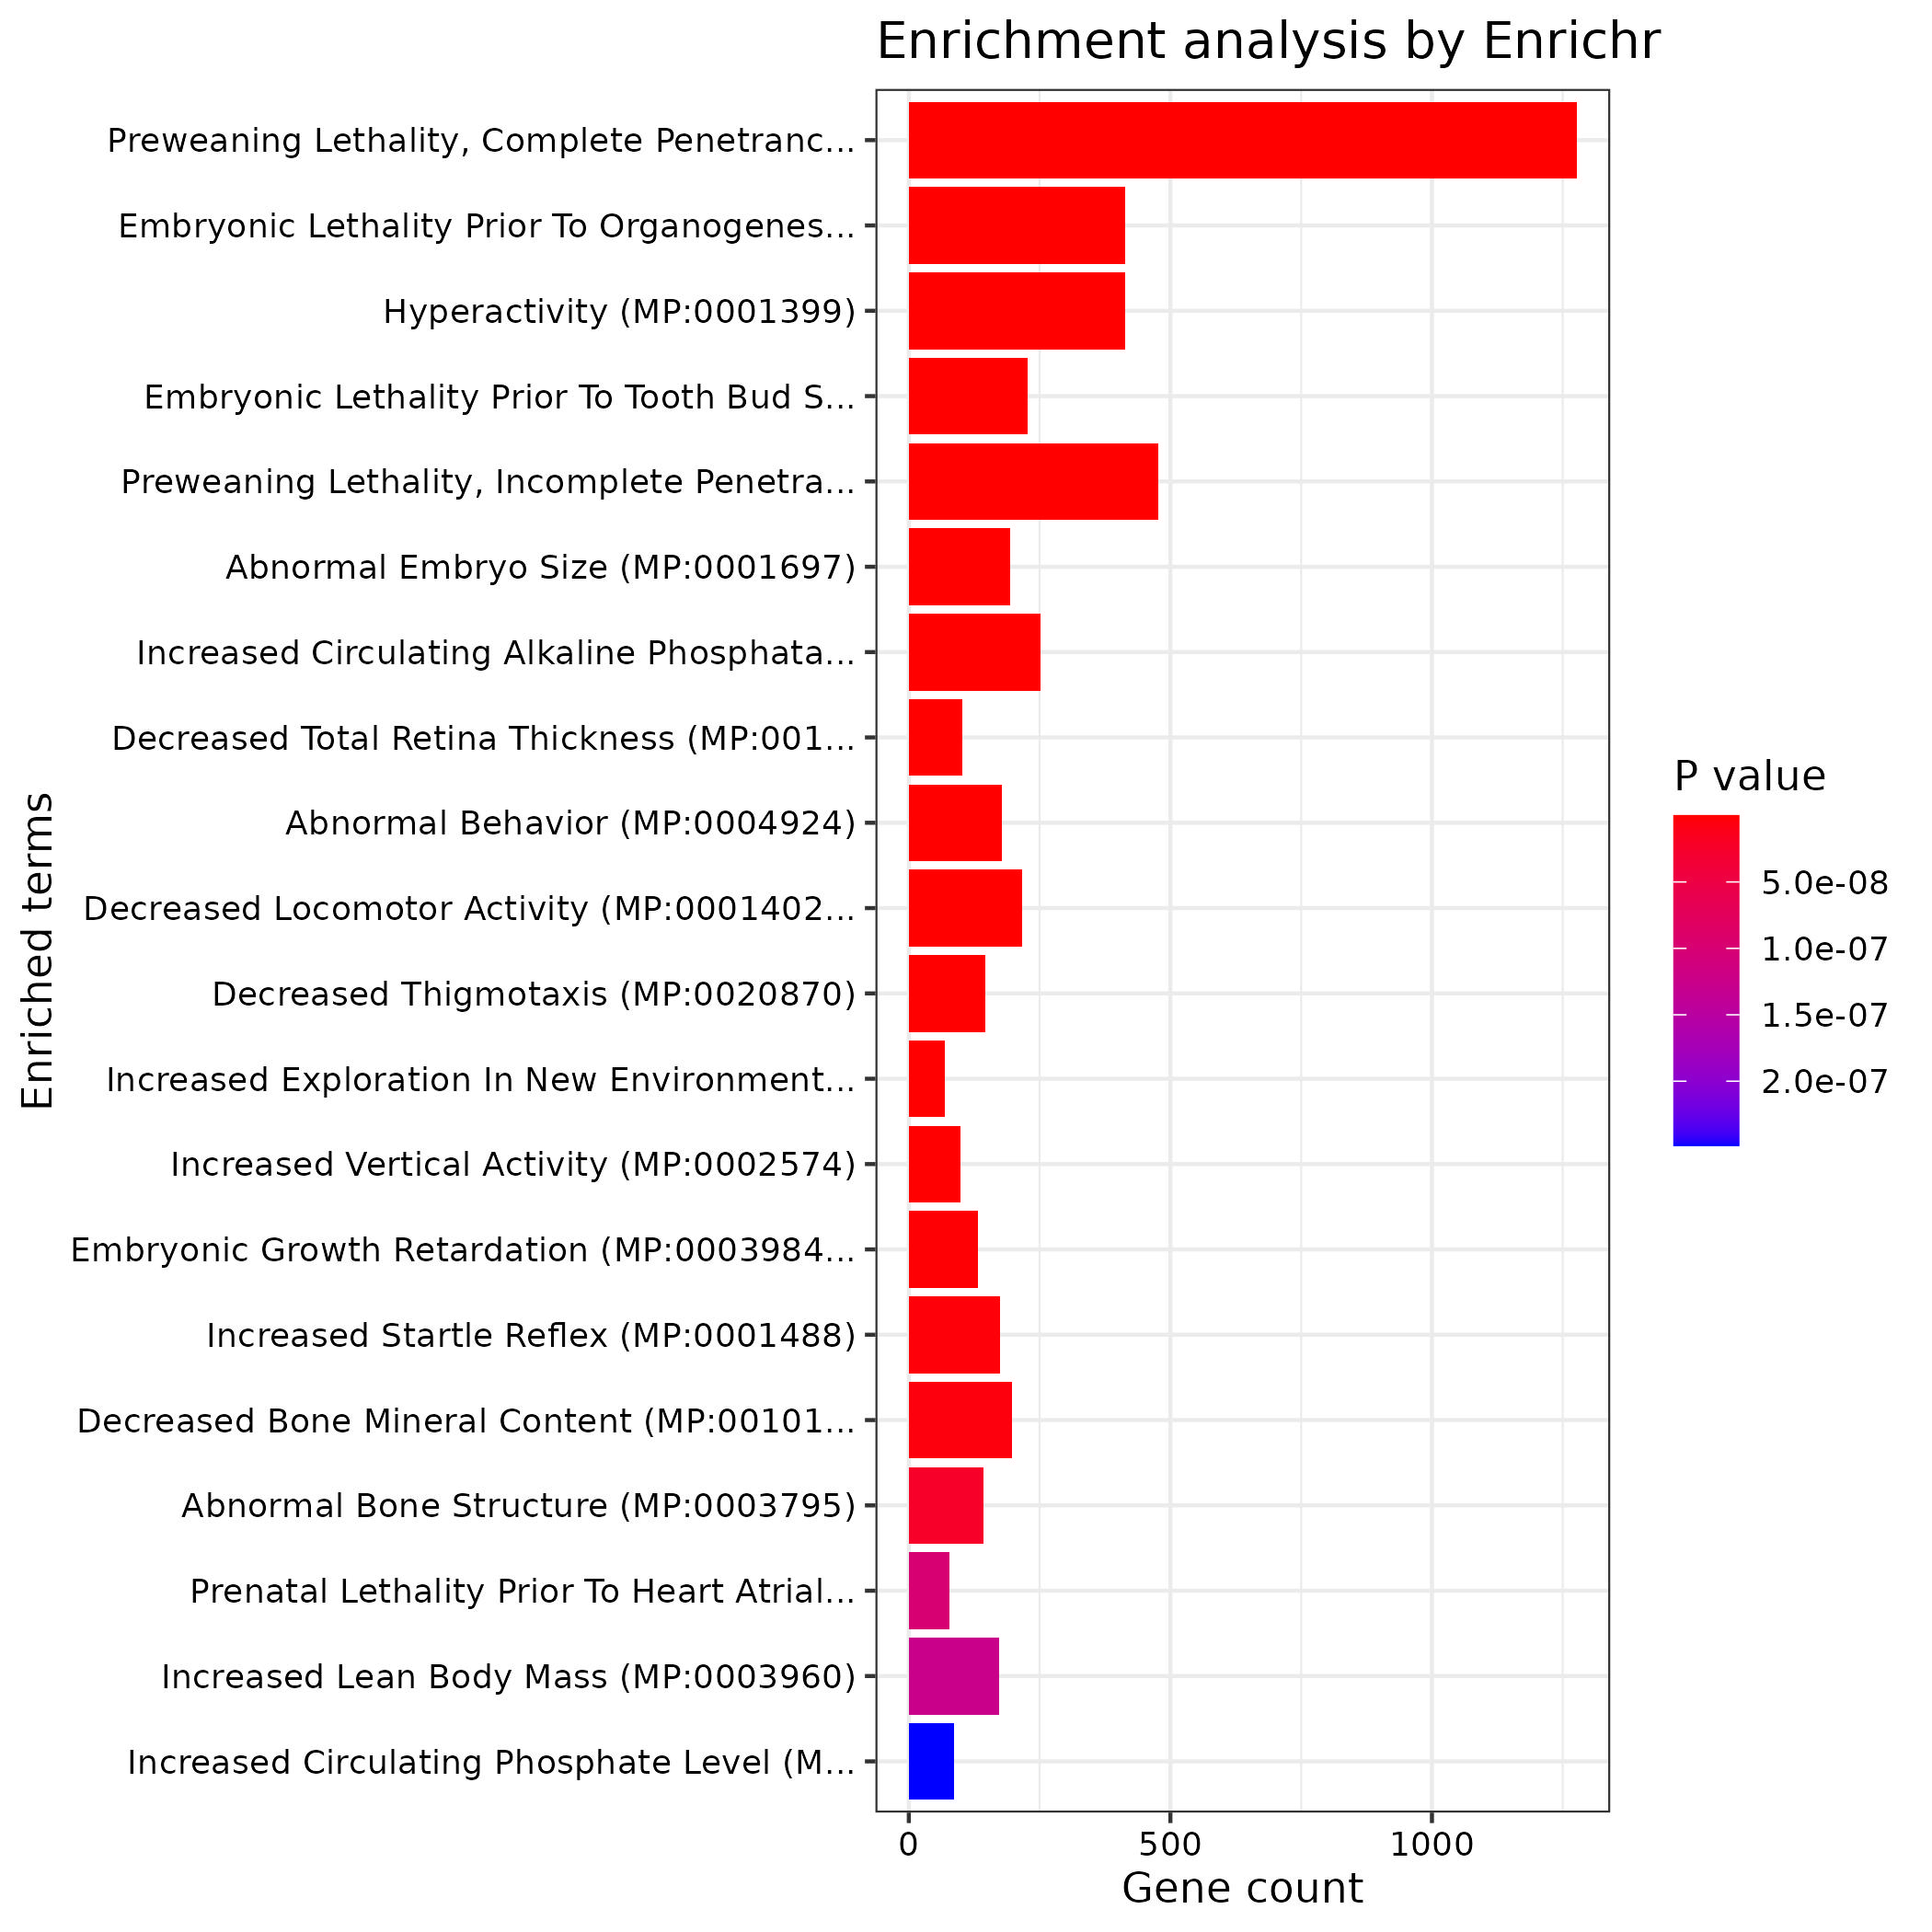 Enrichment analysis by Enrichr
Preweaning Lethality, Complete Penetranc...
Embryonic Lethality Prior To Organogenes...
Hyperactivity (MP:0001399)
Embryonic Lethality Prior To Tooth Bud S...
Preweaning Lethality, Incomplete Penetra...
Abnormal Embryo Size (MP:0001697)
Increased Circulating Alkaline Phosphata...
Decreased Total Retina Thickness (MP:001...
Abnormal Behavior (MP:0004924)
Decreased Locomotor Activity (MP:0001402...
Decreased Thigmotaxis (MP:0020870)
Increased Exploration In New Environment...
Increased Vertical Activity (MP:0002574)
Embryonic Growth Retardation (MP:0003984...
Increased Startle Reflex (MP:0001488)
Decreased Bone Mineral Content (MP:00101...
Abnormal Bone Structure (MP:0003795)
Prenatal Lethality Prior To Heart Atrial...
Increased Lean Body Mass (MP:0003960)
Increased Circulating Phosphate Level (M...
Enriched terms
0 500 1000
Gene count
P value
5.0e-08
1.0e-07
1.5e-07
2.0e-07